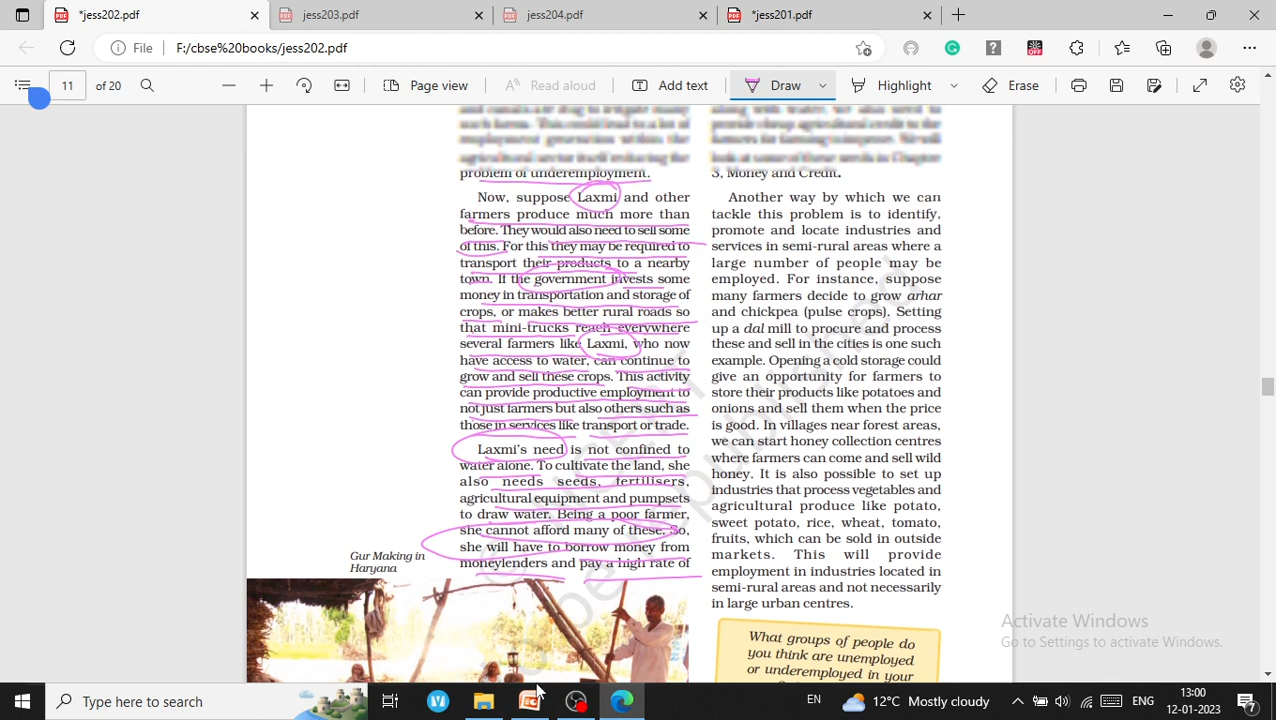 *jess202.pdf
jess203.pdf
jess204.pdf
*jess201.pdf
File
F:/cbse%20books/jess202.pdf
11 of 20
Page view
Read aloud
Add text
Draw
Highlight
Erase
problem of underemployment.
Now, suppose Laxmi and other
farmers produce much more than
before. They would also need to sell some
of this. For this they may be required to
transport their products to a nearby
town. If the government invests some
money in transportation and storage of
crops, or makes better rural roads so
that mini-trucks reach everywhere
several farmers like Laxmi, who now
have access to water, can continue to
grow and sell these crops. This activity
can provide productive employment to
not just farmers but also others such as
those in services like transport or trade.
Laxmi's need is not confined to
water alone. To cultivate the land, she
also needs seeds, fertilisers,
agricultural equipment and pumpsets
to draw water. Being a poor farmer,
she cannot afford many of these. So,
she will have to borrow money from
moneylenders and pay a high rate of
Gur Making in
Haryana
3, Money and Credit.
Another way by which we can
tackle this problem is to identify,
promote and locate industries and
services in semi-rural areas where a
large number of people may be
employed. For instance, suppose
many farmers decide to grow arhar
and chickpea (pulse crops). Setting
up a dal mill to procure and process
these and sell in the cities is one such
example. Opening a cold storage could
give an opportunity for farmers to
store their products like potatoes and
onions and sell them when the price
is good. In villages near forest areas,
we can start honey collection centres
where farmers can come and sell wild
honey. It is also possible to set up
industries that process vegetables and
agricultural produce like potato,
sweet potato, rice, wheat, tomato,
fruits, which can be sold in outside
markets. This will provide
employment in industries located in
semi-rural areas and not necessarily
in large urban centres.
What groups of people do
you think are unemployed
or underemployed in your
Activate Windows
Go to Settings to activate Windows.
Type here to search
EN
12°C Mostly cloudy
ENG
13:00
12-01-2023
7